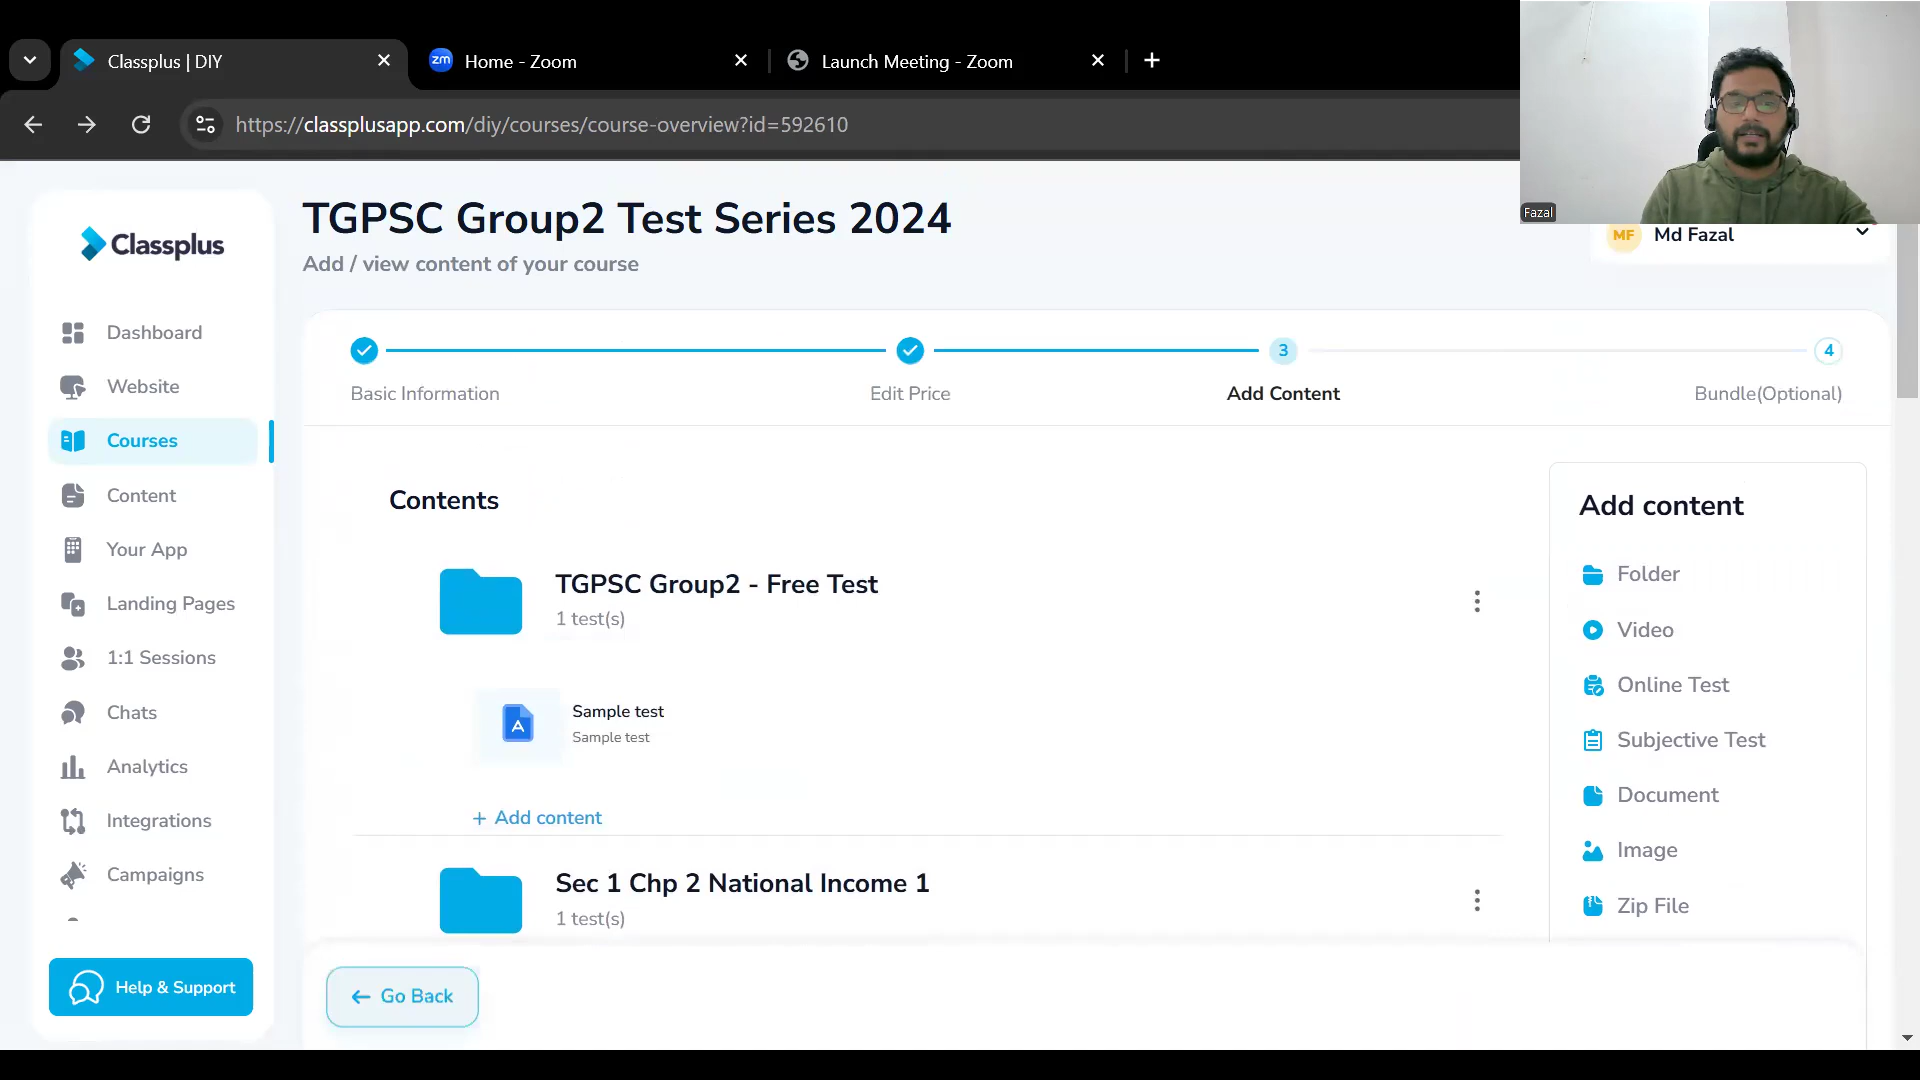 Classplus | DIY
zm Home - Zoom
Launch Meeting - Zoom
https://classplusapp.com/diy/courses/course-overview?id=592610
Fazal
MF Md Fazal
Classplus
Dashboard
Website
Courses
Content
Your App
Landing Pages
1:1 Sessions
Chats
Analytics
Integrations
Campaigns
Help & Support
TGPSC Group2 Test Series 2024
Add / view content of your course
3
4
Basic Information
Edit Price
Add Content
Bundle(Optional)
Contents
TGPSC Group2 - Free Test
1 test(s)
A
Sample test
Sample test
+ Add content
Sec 1 Chp 2 National Income 1
1 test(s)
Go Back
Add content
Folder
Video
Online Test
Subjective Test
Document
Image
Zip File